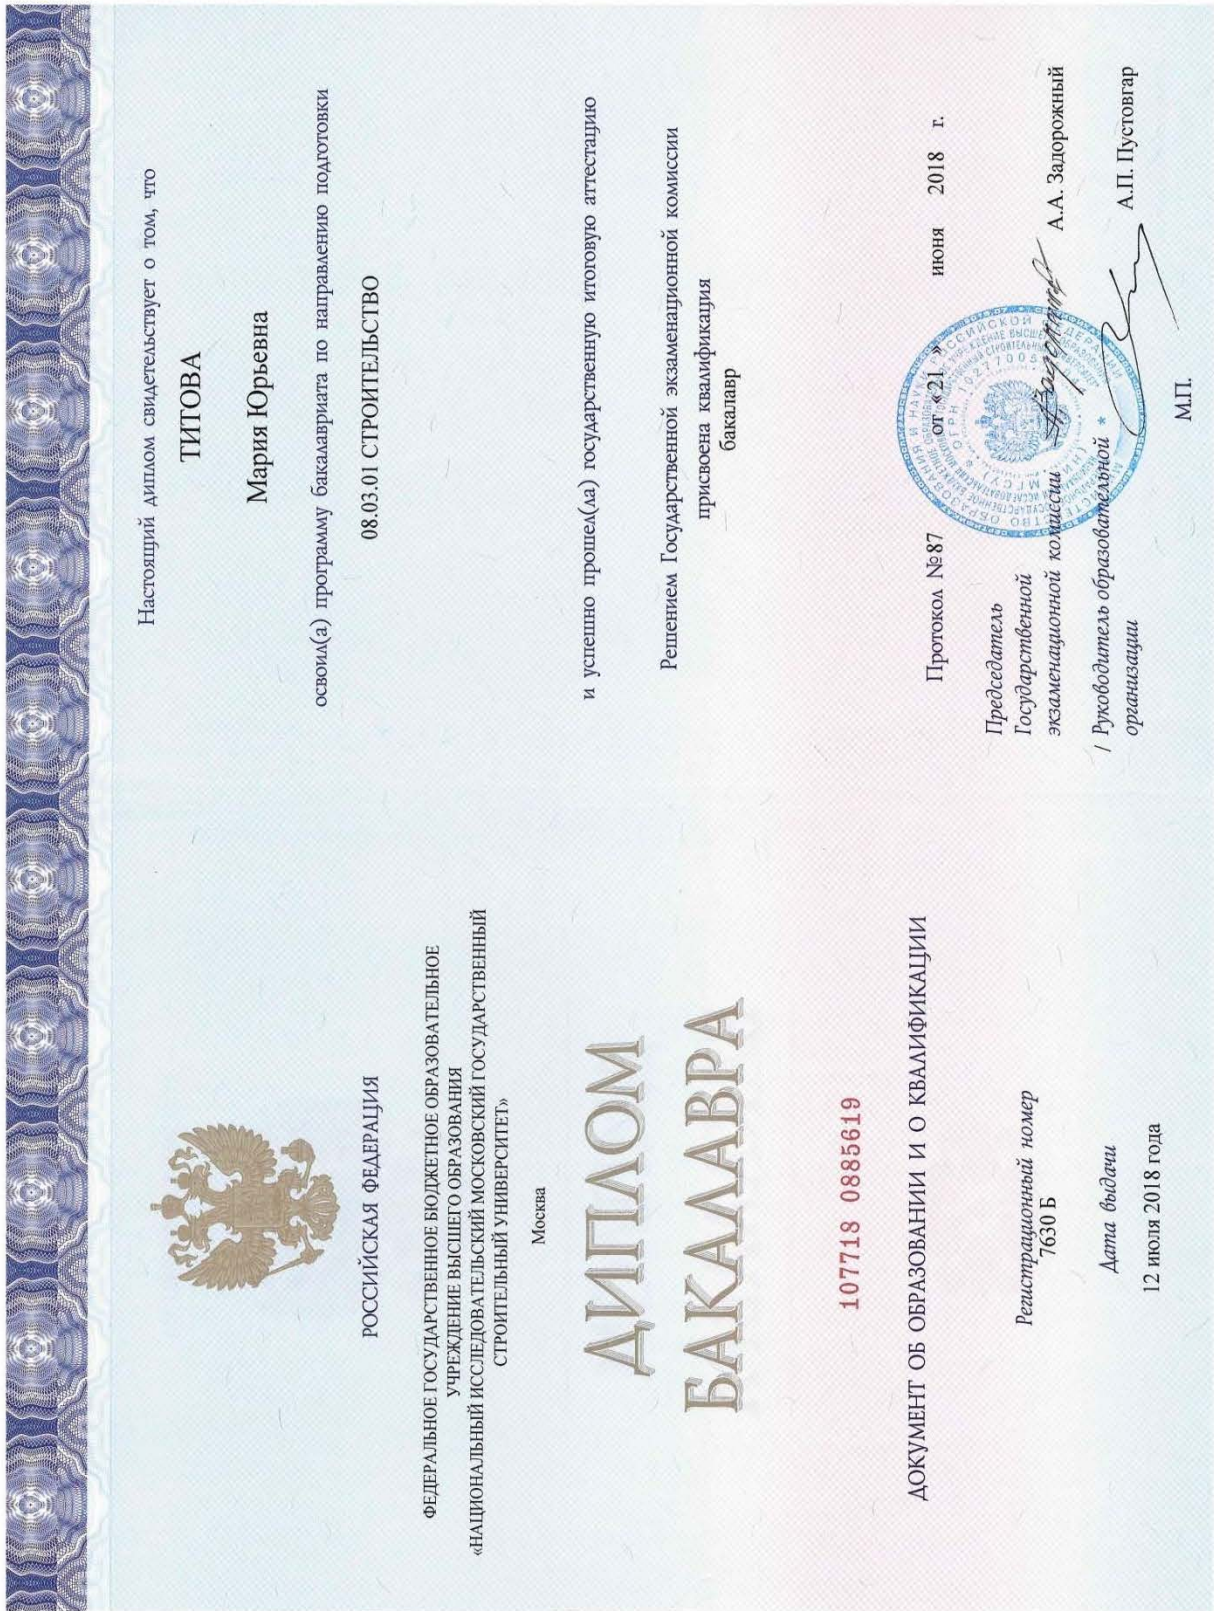 РОССИЙСКАЯ ФЕДЕРАЦИЯ
ФЕДЕРАЛЬНОЕ ГОСУДАРСТВЕННОЕ БЮДЖЕТНОЕ ОБРАЗОВАТЕЛЬНОЕ
УЧРЕЖДЕНИЕ ВЫСШЕГО ОБРАЗОВАНИЯ
«НАЦИОНАЛЬНЫЙ ИССЛЕДОВАТЕЛЬСКИЙ МОСКОВСКИЙ ГОСУДАРСТВЕННЫЙ
СТРОИТЕЛЬНЫЙ УНИВЕРСИТЕТ»
Москва
ДИПЛОМ
БАКАЛАВРА
107718 0885619
ДОКУМЕНТ ОБ ОБРАЗОВАНИИ И О КВАЛИФИКАЦИИ
Регистрационный номер
7630 Б
Дата выдачи
12 июля 2018 года
Настоящий диплом свидетельствует о том, что
ТИТОВА
Мария Юрьевна
освоил(а) программу бакалавриата по направлению подготовки
08.03.01 СТРОИТЕЛЬСТВО
и успешно прошел(ла) государственную итоговую аттестацию
Решением Государственной экзаменационной комиссии
присвоена квалификация
бакалавр
Протокол №87 от «21» июня 2018 г.
Председатель
Государственной
экзаменационной комиссии А.А. Задорожный
/ Руководитель образовательной А.П. Пустовгар
организации
М.П.